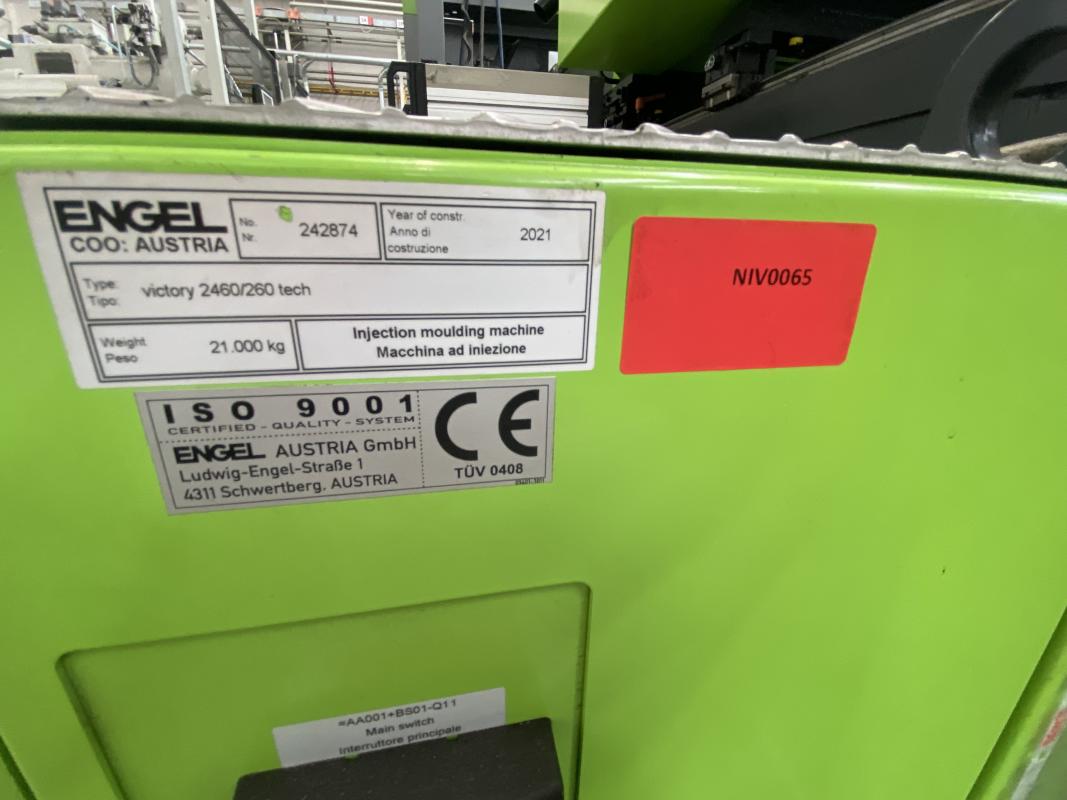 ENGEL
COO: AUSTRIA
No.
Nr.
242874
Year of constr.
Anno di
costruzione
2021
Type:
Tipo:
victory 2460/260 tech
Weight
Peso
21.000 kg
Injection moulding machine
Macchina ad iniezione
NIV0065
ISO 9001
CERTIFIED - QUALITY - SYSTEM
ENGEL AUSTRIA GmbH
Ludwig-Engel-Straße 1
4311 Schwertberg, AUSTRIA
CE
TÜV 0408
=AA001+BS01-Q11
Main switch
Interruttore principale